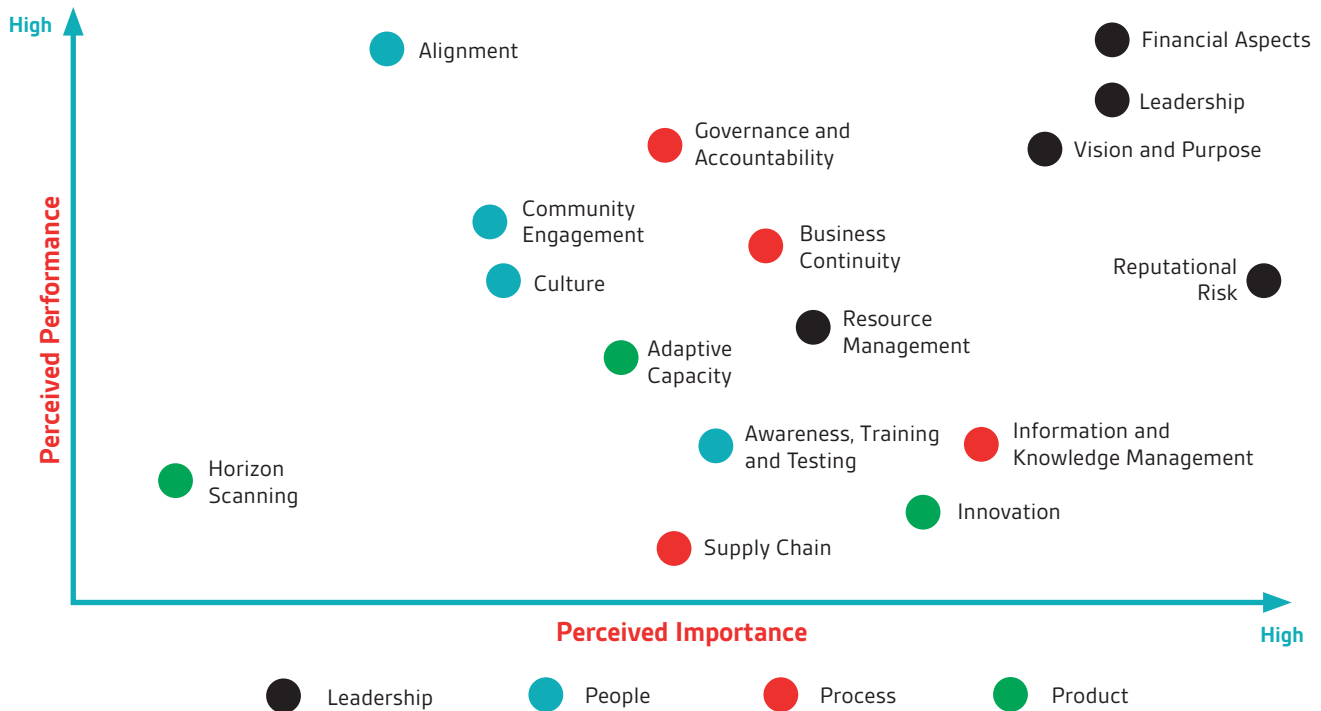 High
Financial Aspects
Alignment
Leadership
Governance and
Accountability
Vision and Purpose
Community
Engagement
Business
Continuity
Reputational
Risk
Culture
Resource
Management
Adaptive
Capacity
Perceived Performance
Awareness, Training
and Testing
Information and
Knowledge Management
Horizon
Scanning
Innovation
Supply Chain
Perceived Importance
High
Leadership
People
Process
Product